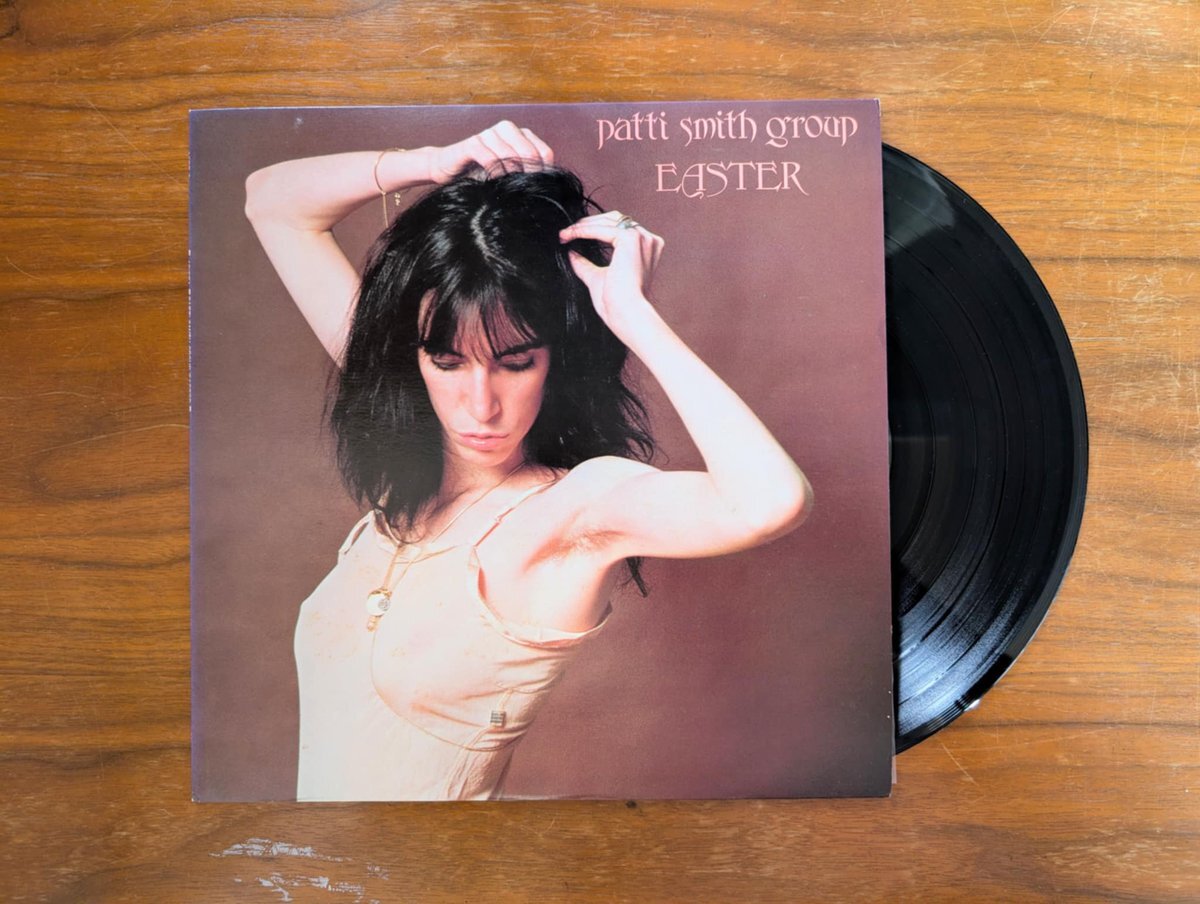 patti smith group
EASTER